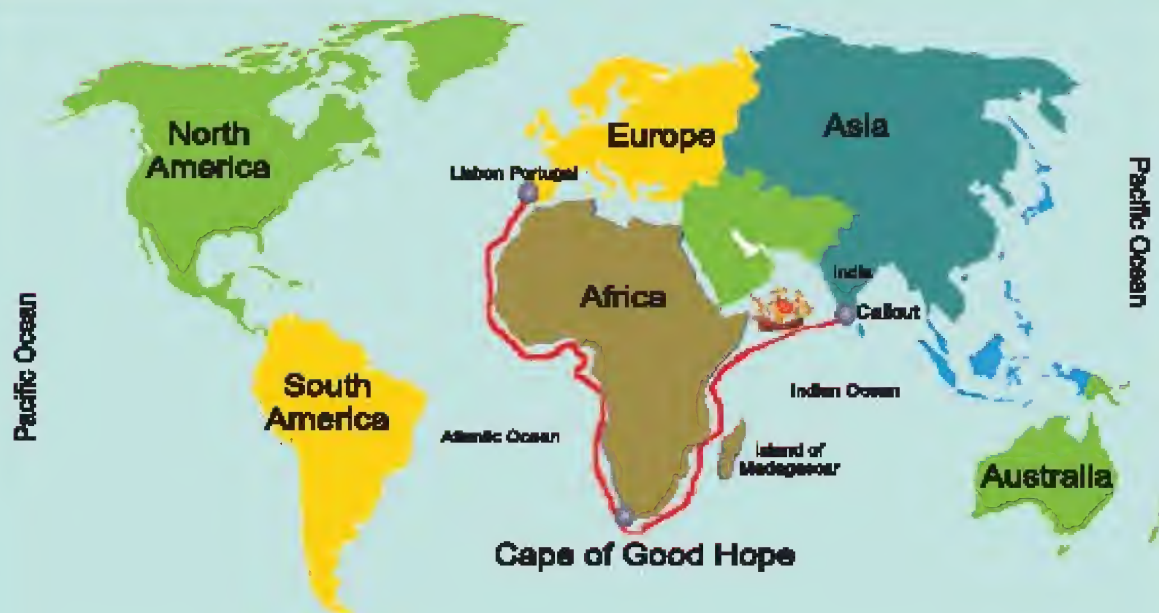 North
America
Europe
Asia
Lisbon Portugal
Pacific Ocean
India
Africa
Calicut
Pacific Ocean
South
America
Indian Ocean
Atlantic Ocean
Island of
Madagascar
Australia
Cape of Good Hope